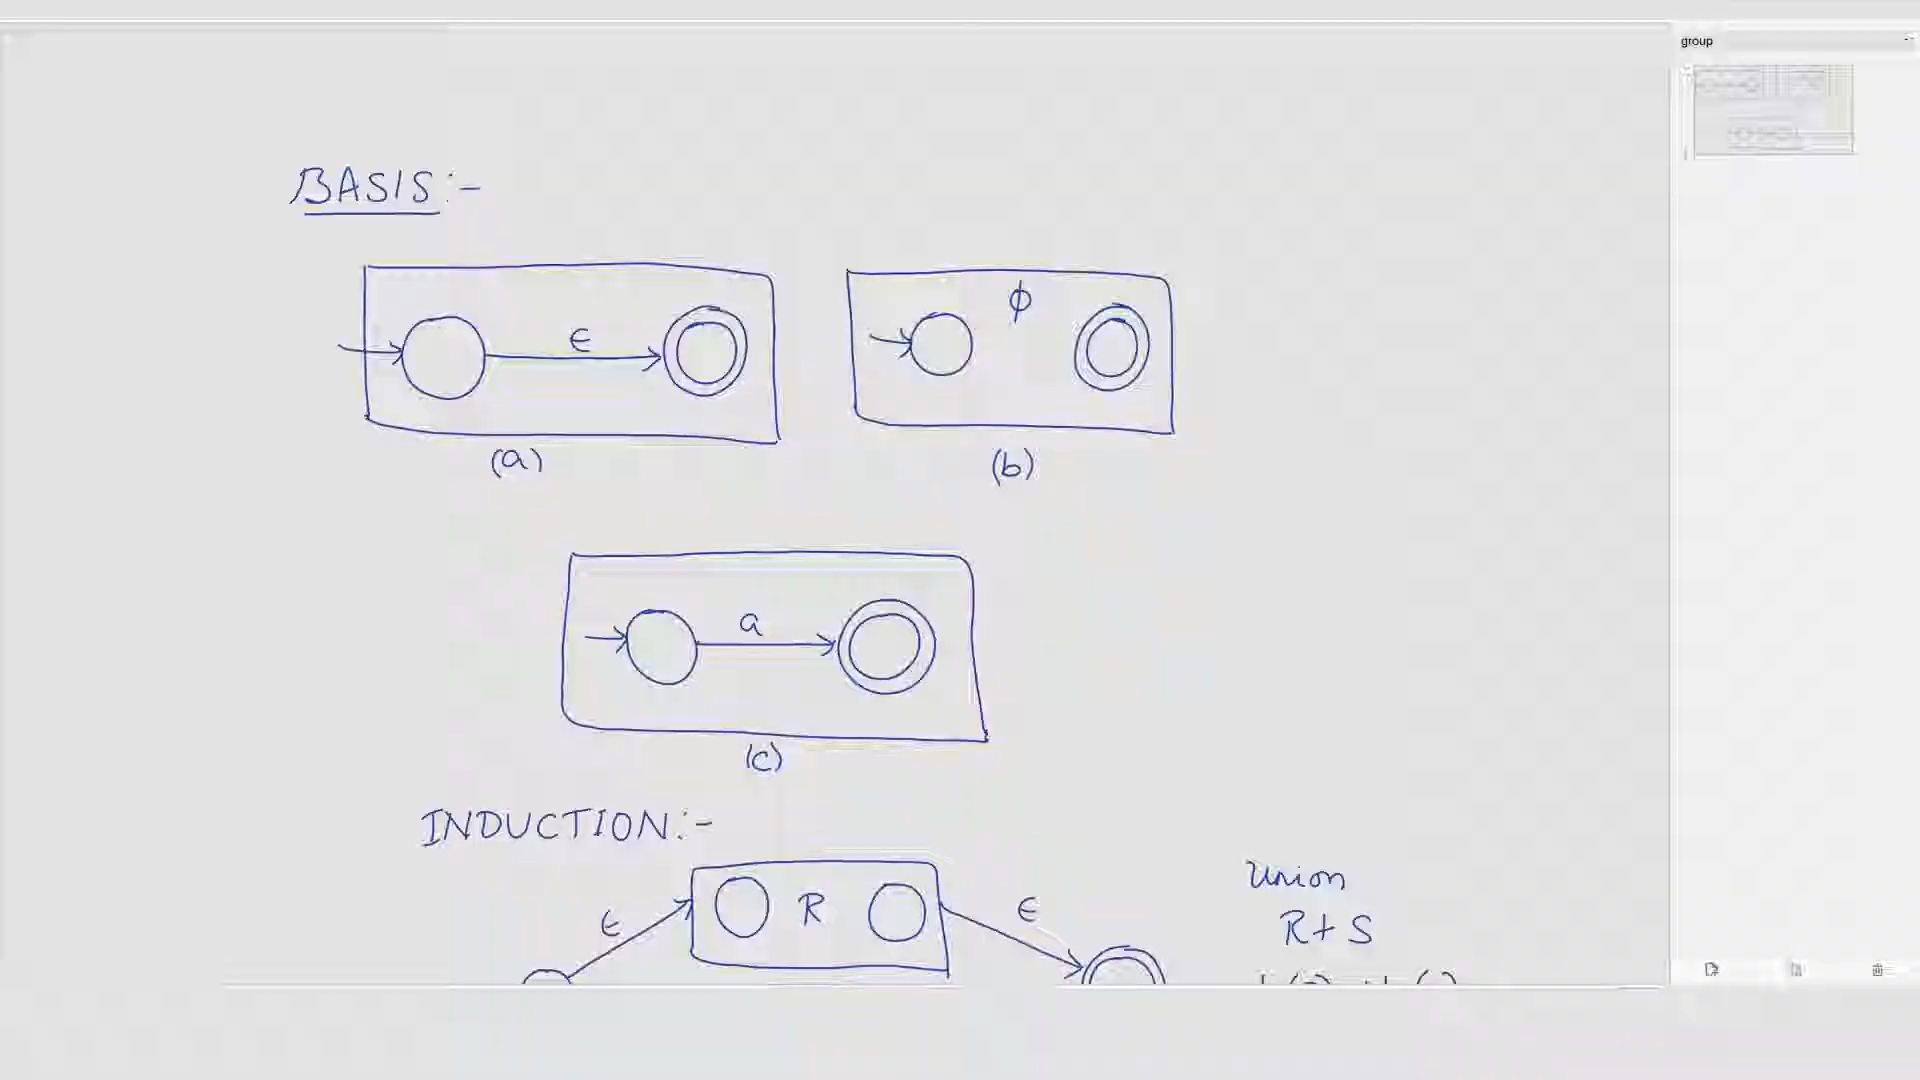 group
BASIS:-
ϵ
ϕ
(a)
(b)
a
(c)
INDUCTION:-
Union
ϵ R ϵ
R+S